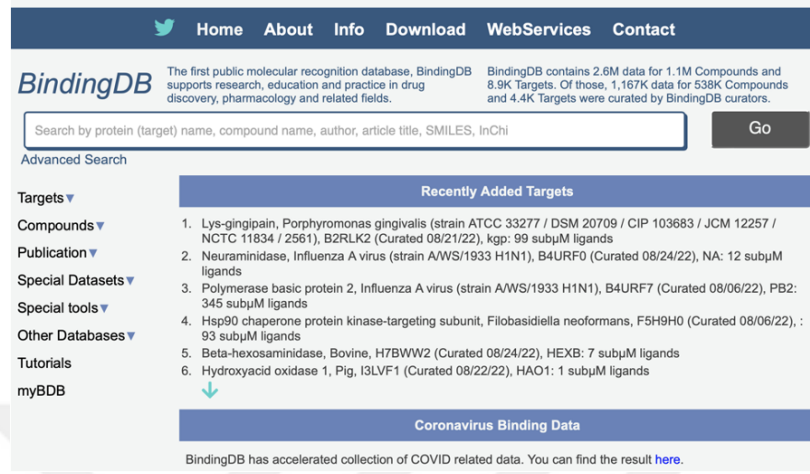 Home About Info Download WebServices Contact
BindingDB
The first public molecular recognition database, BindingDB
supports research, education and practice in drug
discovery, pharmacology and related fields.
BindingDB contains 2.6M data for 1.1M Compounds and
8.9K Targets. Of those, 1,167K data for 538K Compounds
and 4.4K Targets were curated by BindingDB curators.
Search by protein (target) name, compound name, author, article title, SMILES, InChi
Go
Advanced Search
Targets▼
Compounds▼
Publication▼
Special Datasets▼
Special tools▼
Other Databases▼
Tutorials
myBDB
Recently Added Targets
1. Lys-gingipain, Porphyromonas gingivalis (strain ATCC 33277 / DSM 20709 / CIP 103683 / JCM 12257 /
NCTC 11834 / 2561), B2RLK2 (Curated 08/21/22), kgp: 99 subμM ligands
2. Neuraminidase, Influenza A virus (strain A/WS/1933 H1N1), B4URF0 (Curated 08/24/22), NA: 12 subμM
ligands
3. Polymerase basic protein 2, Influenza A virus (strain A/WS/1933 H1N1), B4URF7 (Curated 08/06/22), PB2:
345 subμM ligands
4. Hsp90 chaperone protein kinase-targeting subunit, Filobasidiella neoformans, F5H9H0 (Curated 08/06/22), :
93 subμM ligands
5. Beta-hexosaminidase, Bovine, H7BWW2 (Curated 08/24/22), HEXB: 7 subμM ligands
6. Hydroxyacid oxidase 1, Pig, I3LVF1 (Curated 08/22/22), HAO1: 1 subμM ligands
Coronavirus Binding Data
BindingDB has accelerated collection of COVID related data. You can find the result here.